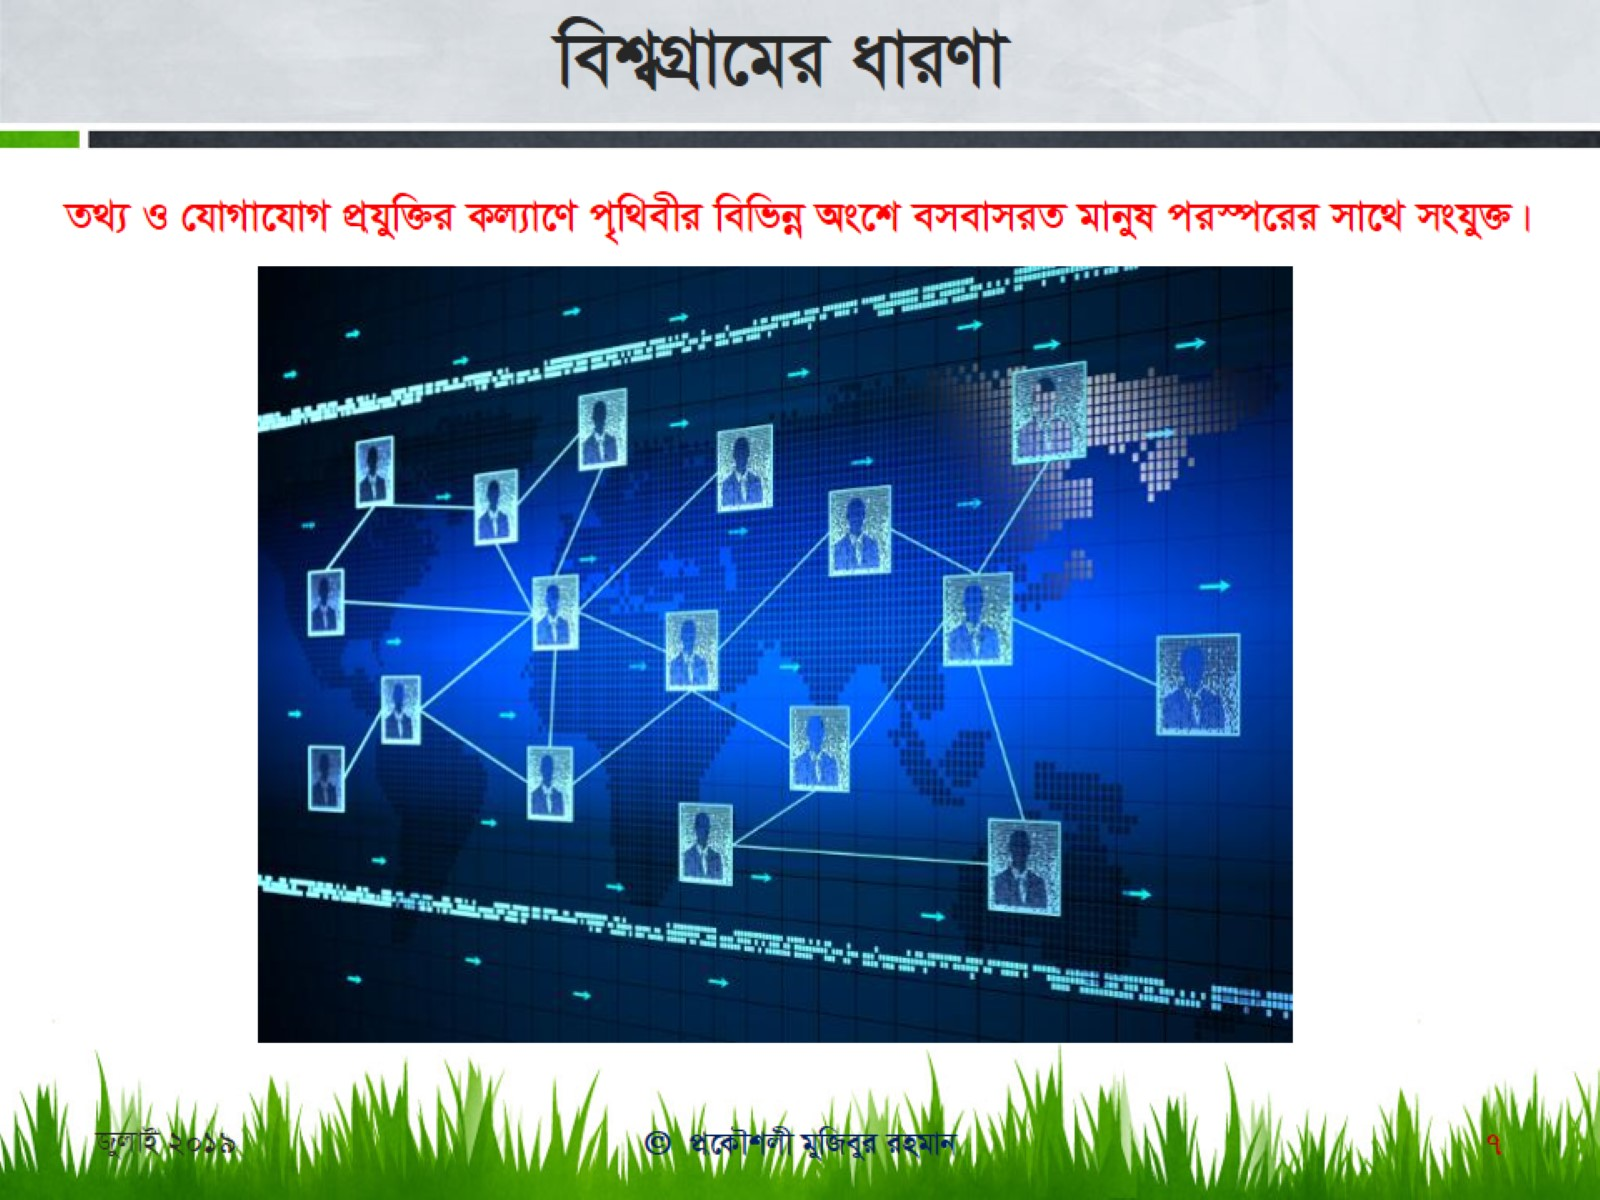 বিশ্বগ্রামের ধারণা
তথ্য ও যোগাযোগ প্রযুক্তির কল্যাণে পৃথিবীর বিভিন্ন অংশে বসবাসরত মানুষ পরস্পরের সাথে সংযুক্ত।
জুলাই ২০১৯
© প্রকৌশলী মুজিবুর রহমান
৭